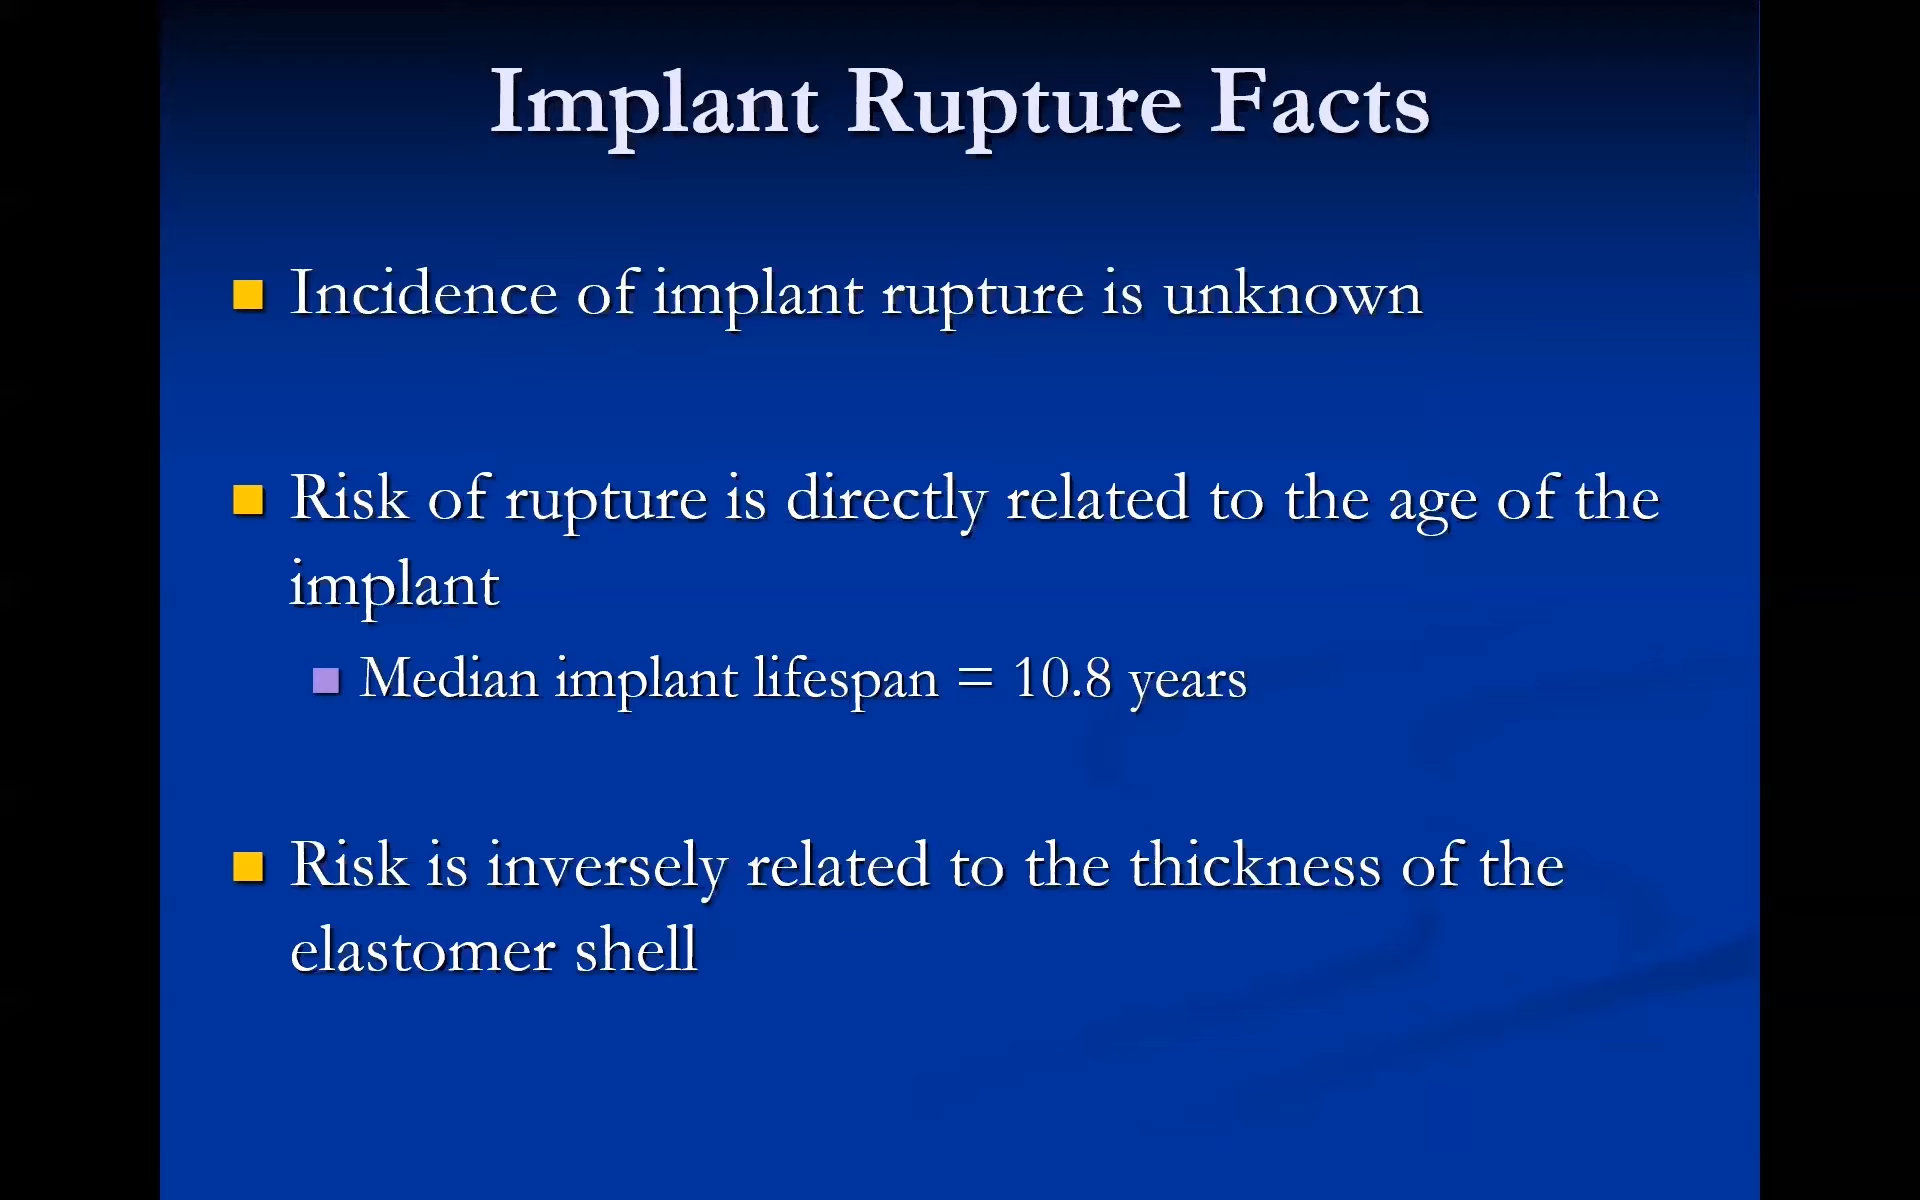 Implant Rupture Facts
Incidence of implant rupture is unknown
Risk of rupture is directly related to the age of the
implant
Median implant lifespan = 10.8 years
Risk is inversely related to the thickness of the
elastomer shell